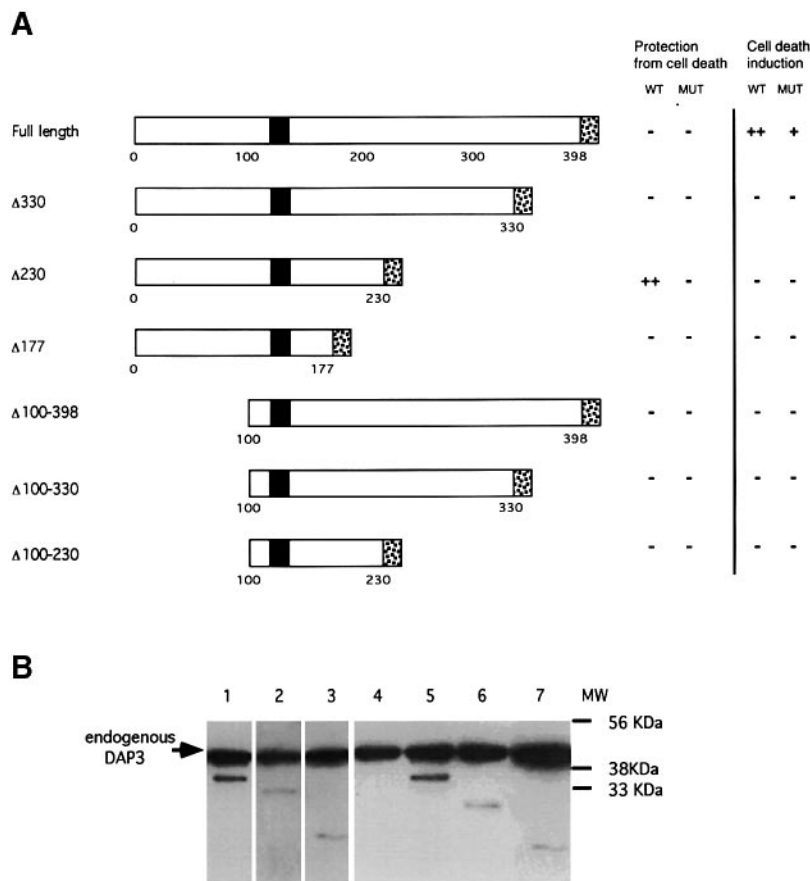 A
Protection from cell death
Cell death induction
WT MUT WT MUT
Full length - - ++ +
0 100 200 300 398
Δ330 - - - -
0 330
Δ230 ++ - - -
0 230
Δ177 - - - -
0 177
Δ100-398 - - - -
100 398
Δ100-330 - - - -
100 330
Δ100-230 - - - -
100 230
B
1 2 3 4 5 6 7 MW
56 KDa
endogenous
DAP3
38KDa
33 KDa